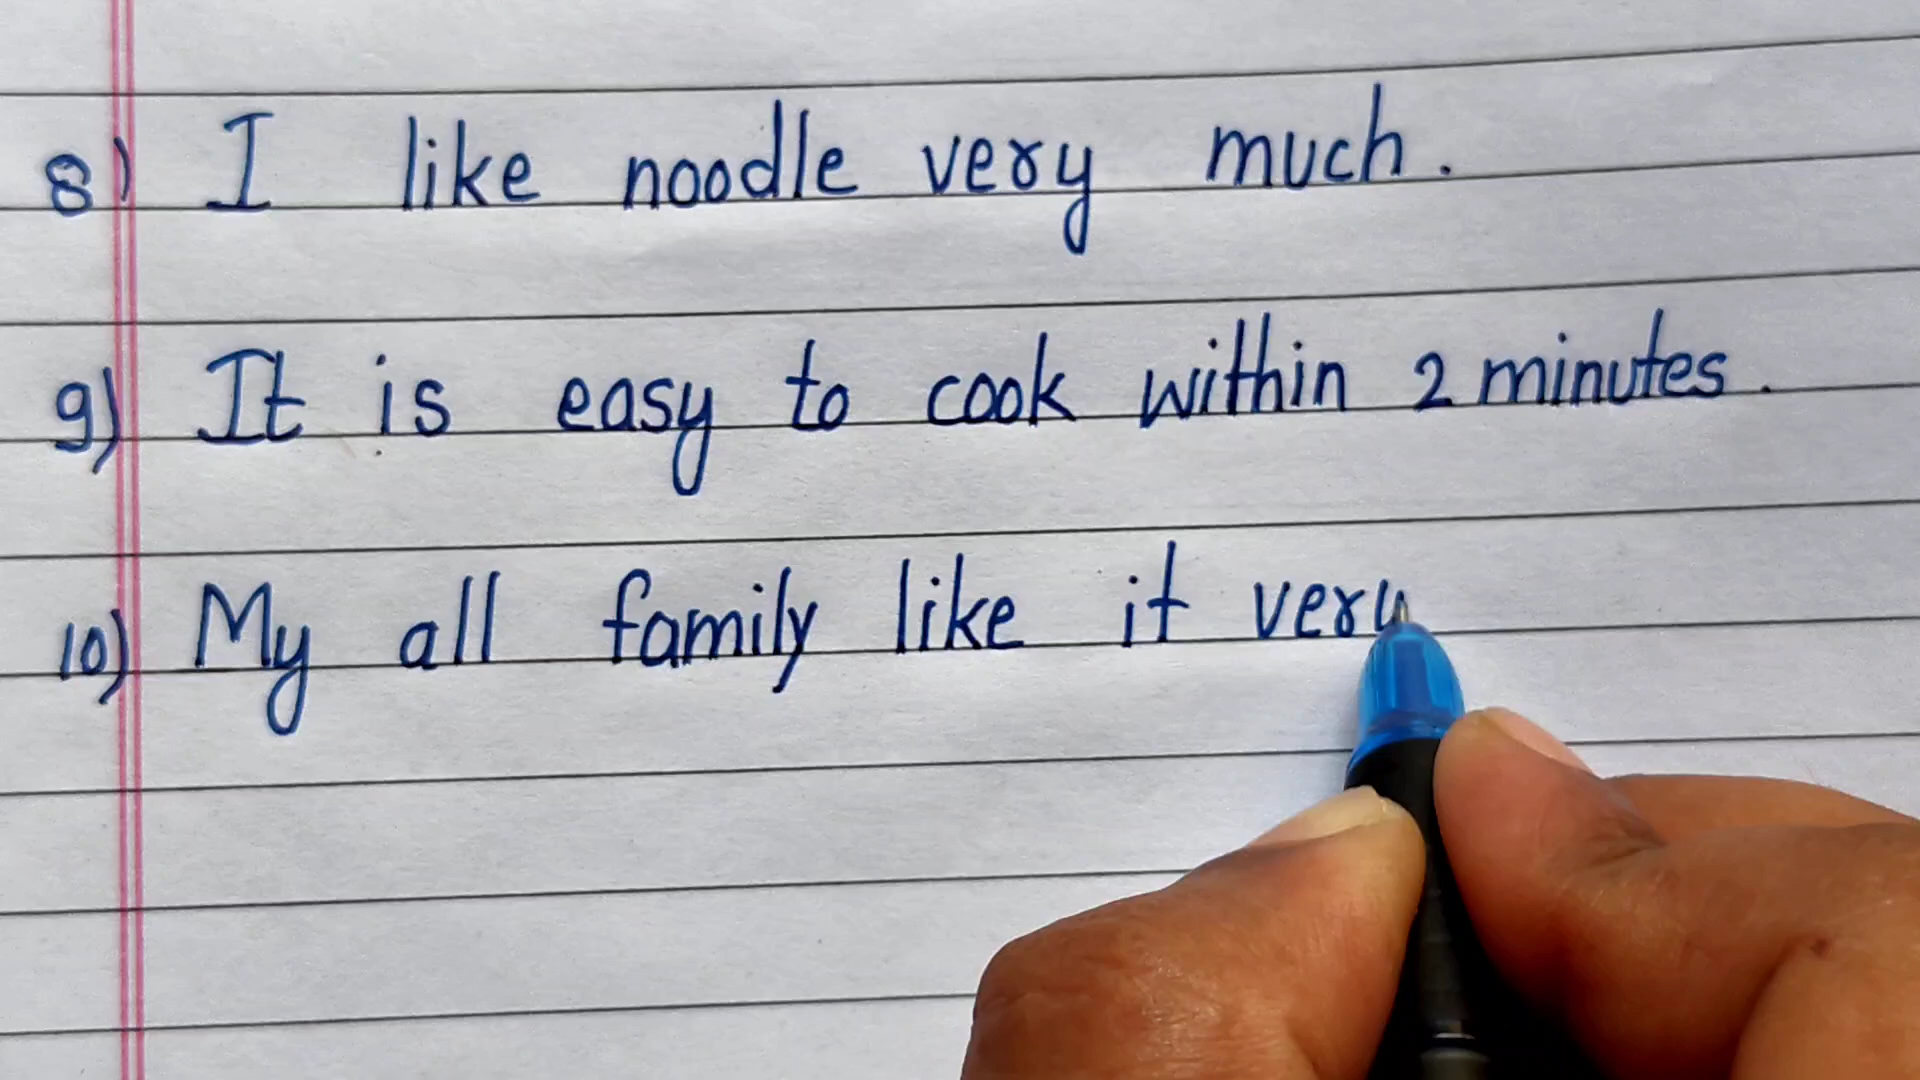 8) I like noodle very much.
9) It is easy to cook within 2 minutes.
10) My all family like it very